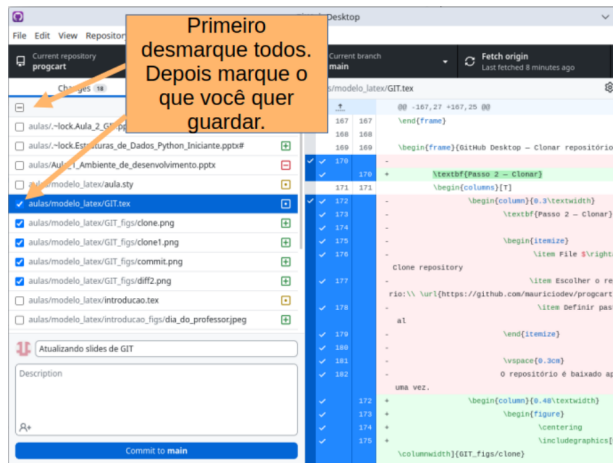 Desktop
File Edit View Repositor
Primeiro
desmarque todos.
Depois marque o
que você quer
guardar.
Current repository
progcart
Current branch
main
Fetch origin
Last fetched 8 minutes ago
Changes 18
s/modelo_latex/GIT.tex
aulas/.~lock.Aula_2_GIT.pp
aulas/.~lock.Estruturas_de_Dados_Python_Iniciante.pptx#
aulas/Aula_1_Ambiente_de_desenvolvimento.pptx
aulas/modelo_latex/aula.sty
aulas/modelo_latex/GIT.tex
aulas/modelo_latex/GIT_figs/clone.png
aulas/modelo_latex/GIT_figs/clone1.png
aulas/modelo_latex/GIT_figs/commit.png
aulas/modelo_latex/GIT_figs/diff2.png
aulas/modelo_latex/introducao.tex
aulas/modelo_latex/introducao_figs/dia_do_professor.jpeg
Atualizando slides de GIT
Description
Commit to main
@@ -167,27 +167,25 @@
167 167 \end{frame}
168 168
169 169 \begin{frame}{GitHub Desktop — Clonar repositório
170 -
170 + \textbf{Passo 2 — Clonar}
171 171 \begin{columns}[T]
172 - \begin{column}{0.3\textwidth}
173 - \textbf{Passo 2 — Clonar}
174 -
175 - \begin{itemize}
176 - \item File $\right
Clone repository
177 - \item Escolher o re
rio:\\ \url{https://github.com/mauriciodev/progcart
178 - \item Definir pas
al
179 - \end{itemize}
180 -
181 - \vspace{0.3cm}
182 - O repositório é baixado ap
uma vez.
172 + \begin{column}{0.48\textwidth}
173 + \begin{figure}
174 + \centering
175 + \includegraphics[
\columnwidth]{GIT_figs/clone}